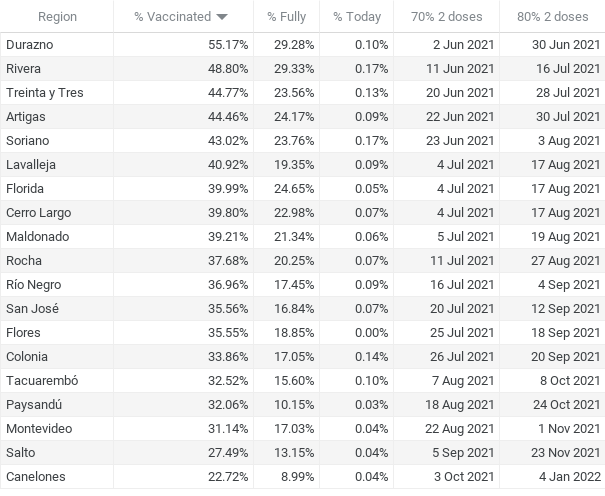 Region % Vaccinated % Fully % Today 70% 2 doses 80% 2 doses
Durazno 55.17% 29.28% 0.10% 2 Jun 2021 30 Jun 2021
Rivera 48.80% 29.33% 0.17% 11 Jun 2021 16 Jul 2021
Treinta y Tres 44.77% 23.56% 0.13% 20 Jun 2021 28 Jul 2021
Artigas 44.46% 24.17% 0.09% 22 Jun 2021 30 Jul 2021
Soriano 43.02% 23.76% 0.17% 23 Jun 2021 3 Aug 2021
Lavalleja 40.92% 19.35% 0.09% 4 Jul 2021 17 Aug 2021
Florida 39.99% 24.65% 0.05% 4 Jul 2021 17 Aug 2021
Cerro Largo 39.80% 22.98% 0.07% 4 Jul 2021 17 Aug 2021
Maldonado 39.21% 21.34% 0.06% 5 Jul 2021 19 Aug 2021
Rocha 37.68% 20.25% 0.07% 11 Jul 2021 27 Aug 2021
Río Negro 36.96% 17.45% 0.09% 16 Jul 2021 4 Sep 2021
San José 35.56% 16.84% 0.07% 20 Jul 2021 12 Sep 2021
Flores 35.55% 18.85% 0.00% 25 Jul 2021 18 Sep 2021
Colonia 33.86% 17.05% 0.14% 26 Jul 2021 20 Sep 2021
Tacuarembó 32.52% 15.60% 0.10% 7 Aug 2021 8 Oct 2021
Paysandú 32.06% 10.15% 0.03% 18 Aug 2021 24 Oct 2021
Montevideo 31.14% 17.03% 0.04% 22 Aug 2021 1 Nov 2021
Salto 27.49% 13.15% 0.04% 5 Sep 2021 23 Nov 2021
Canelones 22.72% 8.99% 0.04% 3 Oct 2021 4 Jan 2022